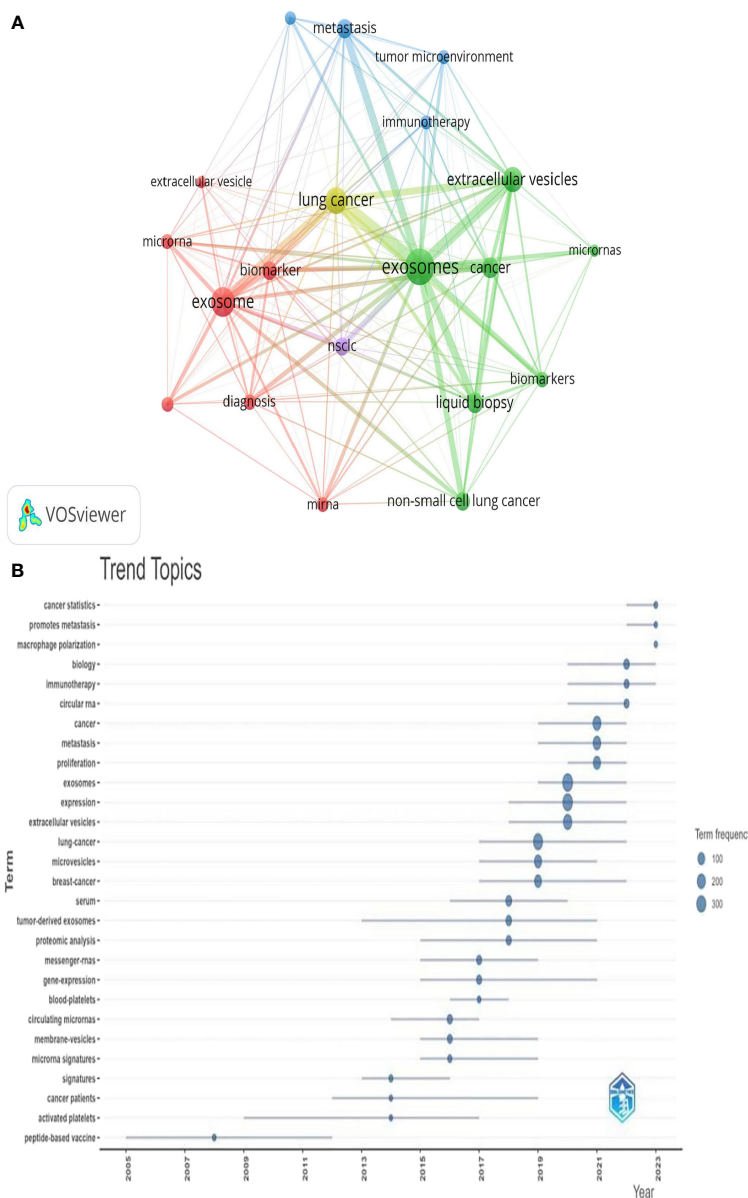 A
metastasis
tumor microenvironment
immunotherapy
extracellular vesicle
extracellular vesicles
lung cancer
microrna
micrornas
biomarker
exosomes
cancer
exosome
nsclc
biomarkers
diagnosis
liquid biopsy
mirna
non-small cell lung cancer
VOSviewer
B
Trend Topics
cancer statistics
promotes metastasis
macrophage polarization
biology
immunotherapy
circular rna
cancer
metastasis
proliferation
exosomes
expression
extracellular vesicles
lung-cancer
microvesicles
breast-cancer
serum
tumor-derived exosomes
proteomic analysis
messenger-rnas
gene-expression
blood-platelets
circulating micrornas
membrane-vesicles
microrna signatures
signatures
cancer patients
activated platelets
peptide-based vaccine
Term
Term frequenc
100
200
300
2005
2007
2009
2011
2013
2015
2017
2019
2021
2023
Year